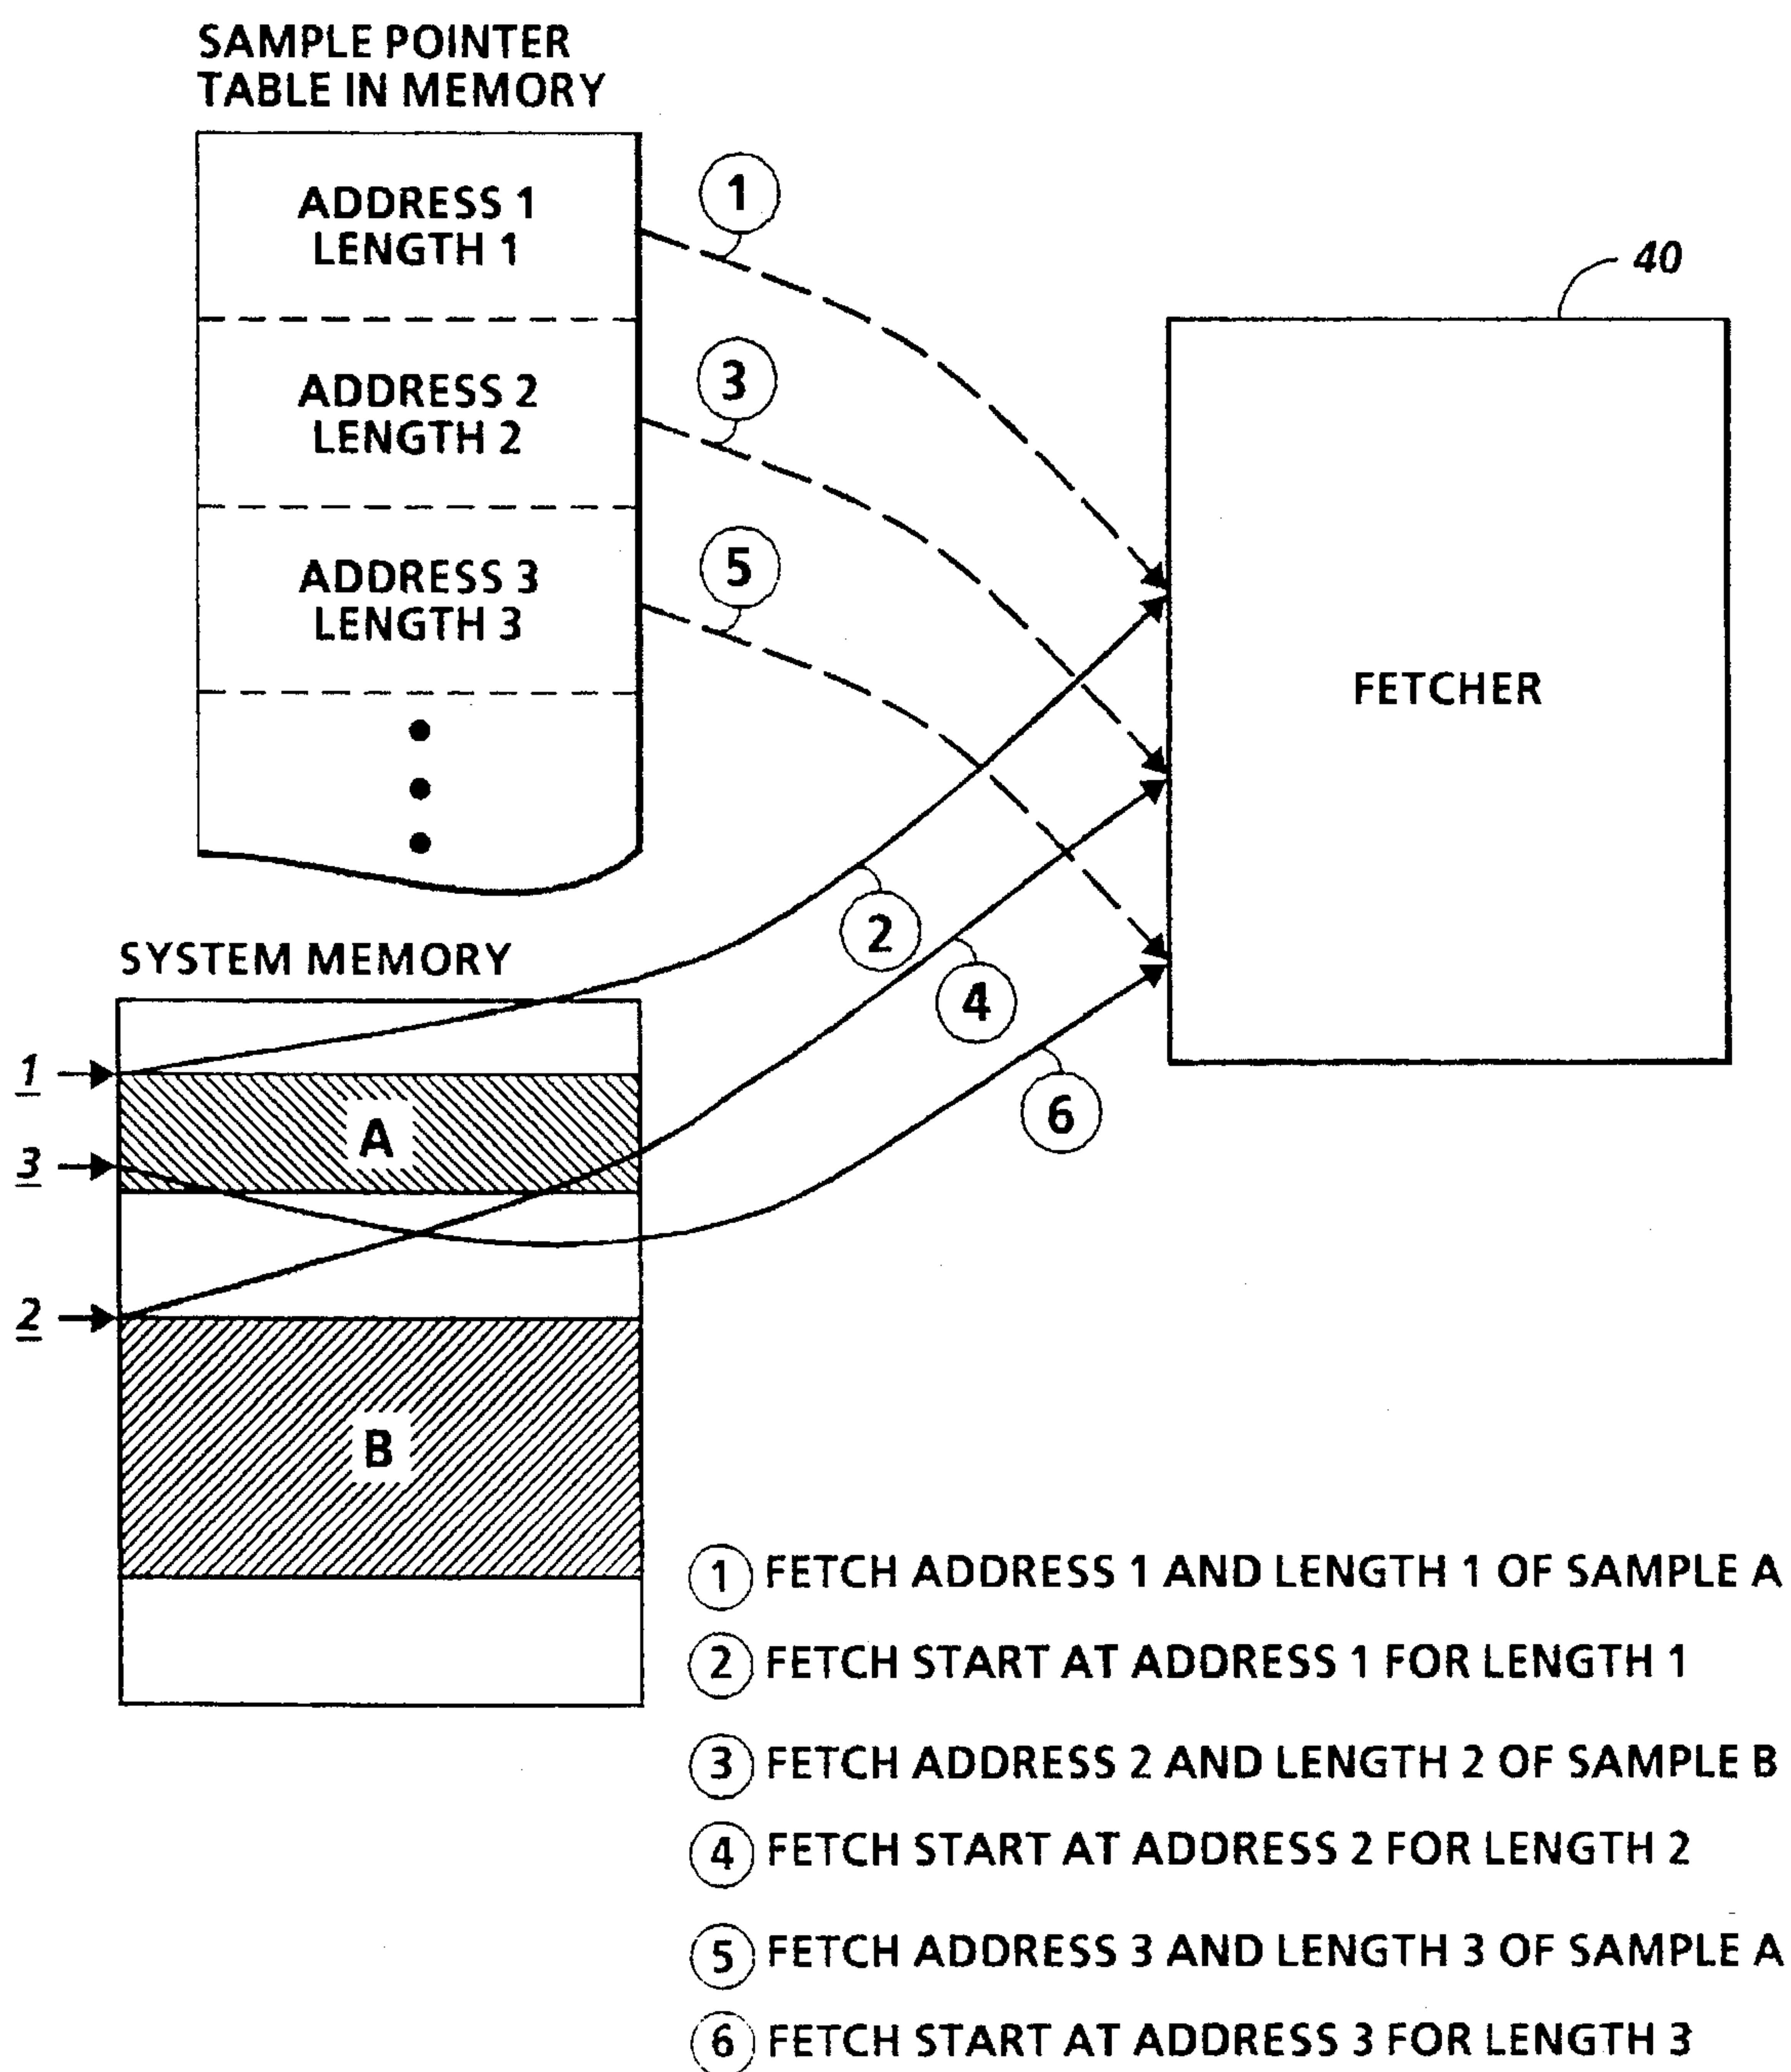 SAMPLE POINTER
TABLE IN MEMORY
ADDRESS 1
LENGTH 1
ADDRESS 2
LENGTH 2
ADDRESS 3
LENGTH 3
1
3
5
40
FETCHER
2
4
6
SYSTEM MEMORY
1
A
3
2
B
1 FETCH ADDRESS 1 AND LENGTH 1 OF SAMPLE A
2 FETCH START AT ADDRESS 1 FOR LENGTH 1
3 FETCH ADDRESS 2 AND LENGTH 2 OF SAMPLE B
4 FETCH START AT ADDRESS 2 FOR LENGTH 2
5 FETCH ADDRESS 3 AND LENGTH 3 OF SAMPLE A
6 FETCH START AT ADDRESS 3 FOR LENGTH 3